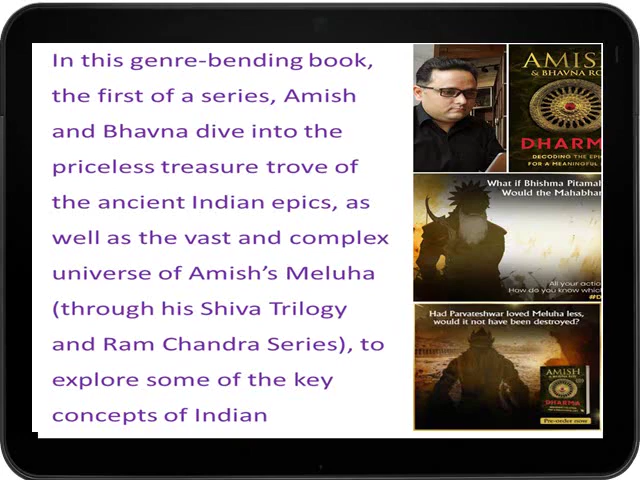 In this genre-bending book,
the first of a series, Amish
and Bhavna dive into the
priceless treasure trove of
the ancient Indian epics, as
well as the vast and complex
universe of Amish's Meluha
(through his Shiva Trilogy
and Ram Chandra Series), to
explore some of the key
concepts of Indian
AMISH
& BHAVNA RO
DHARMA
DECODING THE EPI
FOR A MEANINGFUL
What if Bhishma Pitamah
Would the Mahabhar
All your actio
How do you know which
#D
Had Parvateshwar loved Meluha less,
would it not have been destroyed?
AMISH
& BHAVNA ROY
DHARMA
Pre-order now